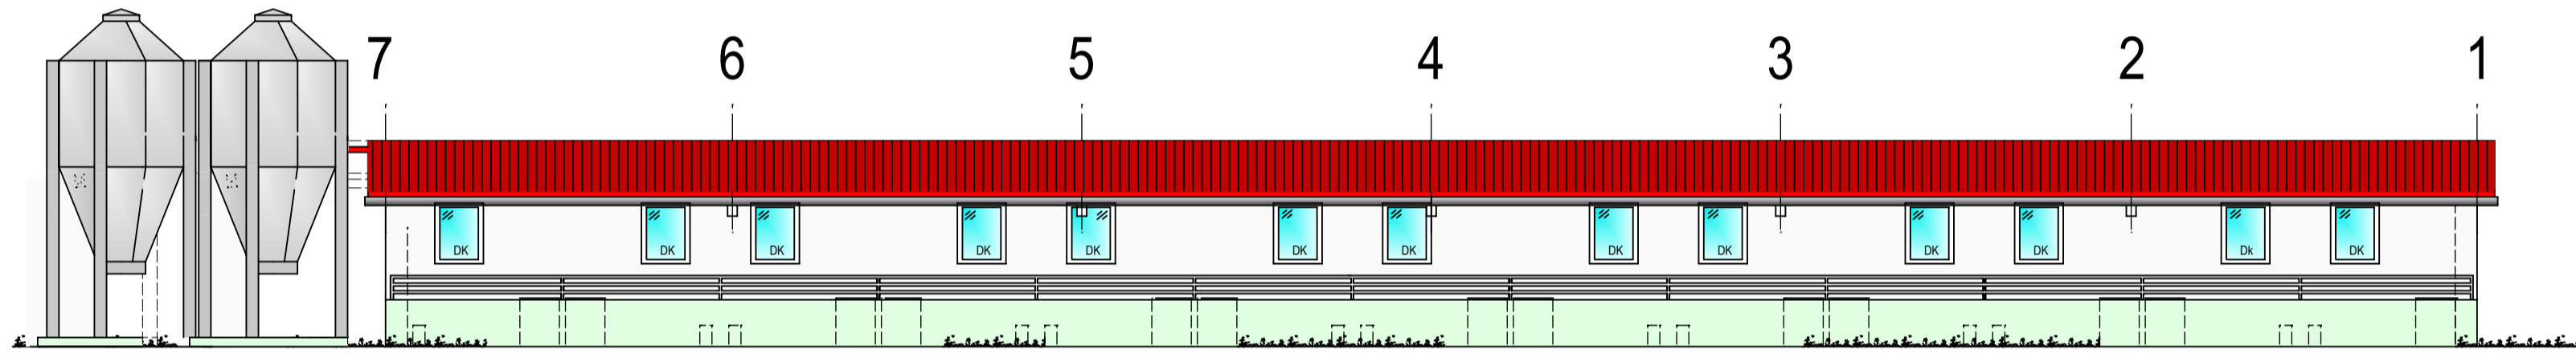 7 6 5 4 3 2 1
DK DK DK DK DK DK DK DK DK DK DK Dk DK